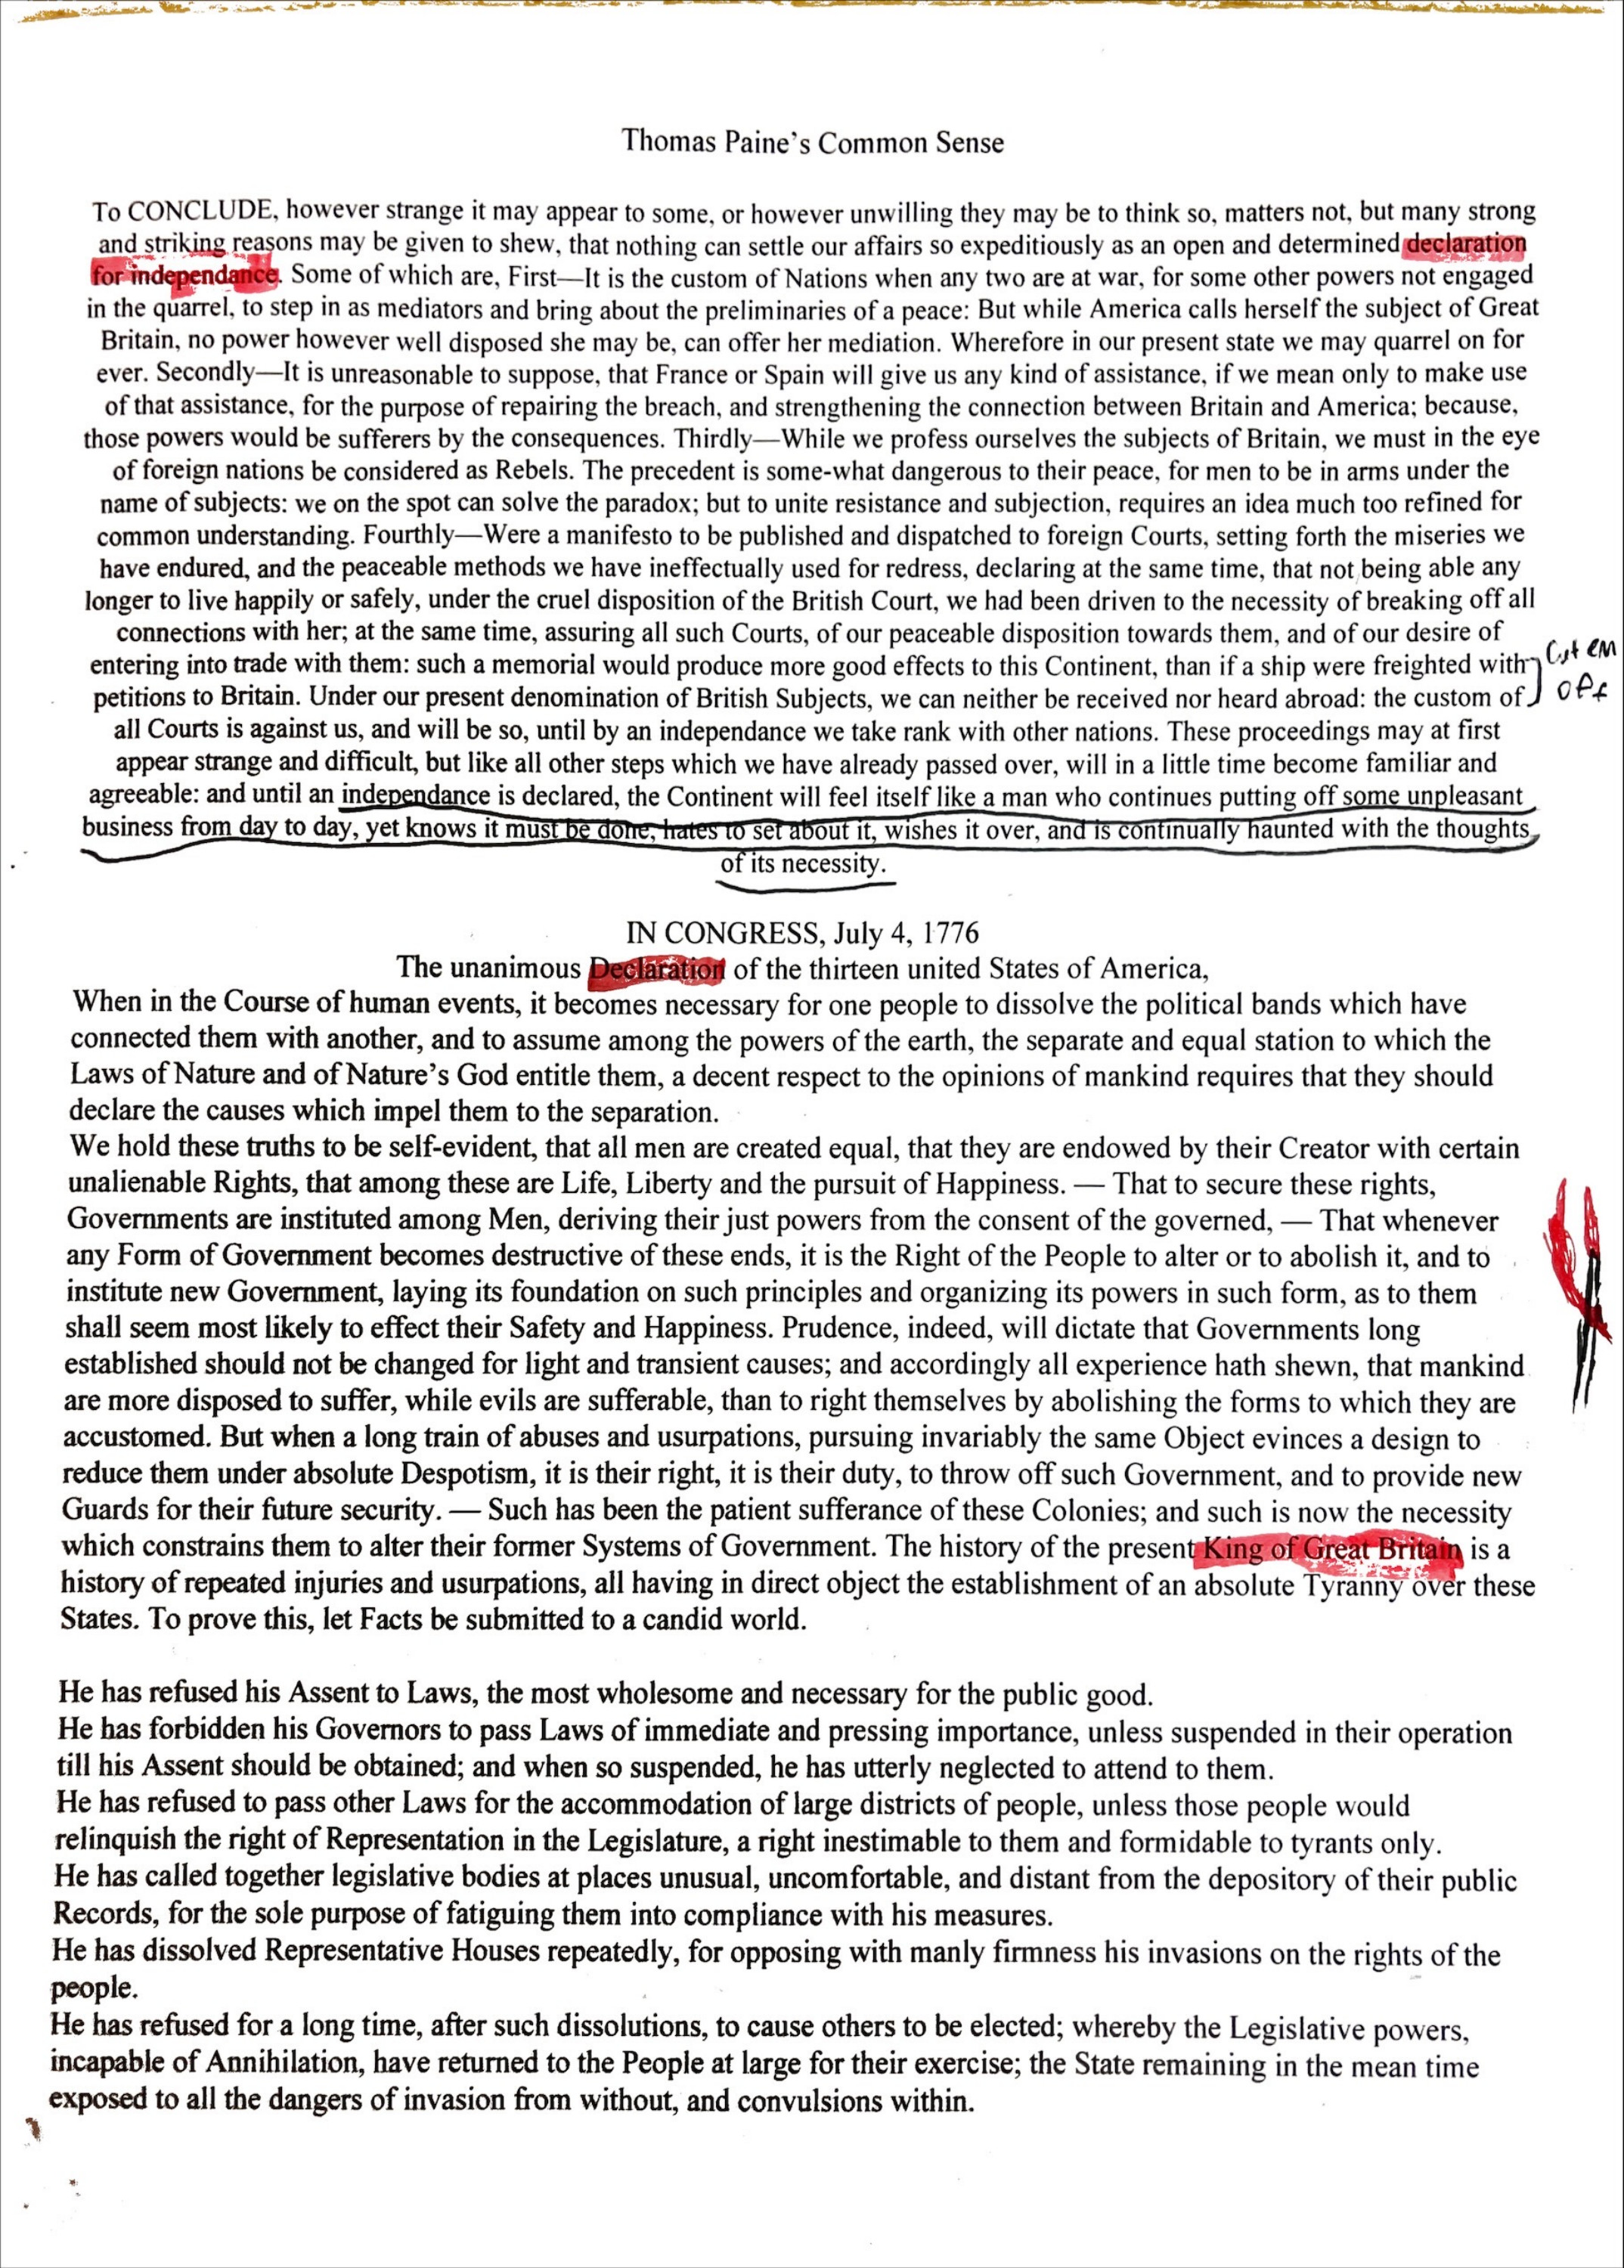 Thomas Paine's Common Sense
To CONCLUDE, however strange it may appear to some, or however unwilling they may be to think so, matters not, but many strong
and striking reasons may be given to shew, that nothing can settle our affairs so expeditiously as an open and determined declaration
for independance. Some of which are, First—It is the custom of Nations when any two are at war, for some other powers not engaged
in the quarrel, to step in as mediators and bring about the preliminaries of a peace: But while America calls herself the subject of Great
Britain, no power however well disposed she may be, can offer her mediation. Wherefore in our present state we may quarrel on for
ever. Secondly—It is unreasonable to suppose, that France or Spain will give us any kind of assistance, if we mean only to make use
of that assistance, for the purpose of repairing the breach, and strengthening the connection between Britain and America; because,
those powers would be sufferers by the consequences. Thirdly—While we profess ourselves the subjects of Britain, we must in the eye
of foreign nations be considered as Rebels. The precedent is some-what dangerous to their peace, for men to be in arms under the
name of subjects: we on the spot can solve the paradox; but to unite resistance and subjection, requires an idea much too refined for
common understanding. Fourthly—Were a manifesto to be published and dispatched to foreign Courts, setting forth the miseries we
have endured, and the peaceable methods we have ineffectually used for redress, declaring at the same time, that not being able any
longer to live happily or safely, under the cruel disposition of the British Court, we had been driven to the necessity of breaking off all
connections with her; at the same time, assuring all such Courts, of our peaceable disposition towards them, and of our desire of
entering into trade with them: such a memorial would produce more good effects to this Continent, than if a ship were freighted with
petitions to Britain. Under our present denomination of British Subjects, we can neither be received nor heard abroad: the custom of
Cut em
off
all Courts is against us, and will be so, until by an independance we take rank with other nations. These proceedings may at first
appear strange and difficult, but like all other steps which we have already passed over, will in a little time become familiar and
agreeable: and until an independance is declared, the Continent will feel itself like a man who continues putting off some unpleasant
business from day to day, yet knows it must be done, hates to set about it, wishes it over, and is continually haunted with the thoughts
of its necessity.
IN CONGRESS, July 4, 1776
The unanimous Declaration of the thirteen united States of America,
When in the Course of human events, it becomes necessary for one people to dissolve the political bands which have
connected them with another, and to assume among the powers of the earth, the separate and equal station to which the
Laws of Nature and of Nature's God entitle them, a decent respect to the opinions of mankind requires that they should
declare the causes which impel them to the separation.
We hold these truths to be self-evident, that all men are created equal, that they are endowed by their Creator with certain
unalienable Rights, that among these are Life, Liberty and the pursuit of Happiness. — That to secure these rights,
Governments are instituted among Men, deriving their just powers from the consent of the governed, — That whenever
any Form of Government becomes destructive of these ends, it is the Right of the People to alter or to abolish it, and to
institute new Government, laying its foundation on such principles and organizing its powers in such form, as to them
shall seem most likely to effect their Safety and Happiness. Prudence, indeed, will dictate that Governments long
established should not be changed for light and transient causes; and accordingly all experience hath shewn, that mankind
are more disposed to suffer, while evils are sufferable, than to right themselves by abolishing the forms to which they are
accustomed. But when a long train of abuses and usurpations, pursuing invariably the same Object evinces a design to
reduce them under absolute Despotism, it is their right, it is their duty, to throw off such Government, and to provide new
Guards for their future security. — Such has been the patient sufferance of these Colonies; and such is now the necessity
which constrains them to alter their former Systems of Government. The history of the present King of Great Britain is a
history of repeated injuries and usurpations, all having in direct object the establishment of an absolute Tyranny over these
States. To prove this, let Facts be submitted to a candid world.
He has refused his Assent to Laws, the most wholesome and necessary for the public good.
He has forbidden his Governors to pass Laws of immediate and pressing importance, unless suspended in their operation
till his Assent should be obtained; and when so suspended, he has utterly neglected to attend to them.
He has refused to pass other Laws for the accommodation of large districts of people, unless those people would
relinquish the right of Representation in the Legislature, a right inestimable to them and formidable to tyrants only.
He has called together legislative bodies at places unusual, uncomfortable, and distant from the depository of their public
Records, for the sole purpose of fatiguing them into compliance with his measures.
He has dissolved Representative Houses repeatedly, for opposing with manly firmness his invasions on the rights of the
people.
He has refused for a long time, after such dissolutions, to cause others to be elected; whereby the Legislative powers,
incapable of Annihilation, have returned to the People at large for their exercise; the State remaining in the mean time
exposed to all the dangers of invasion from without, and convulsions within.